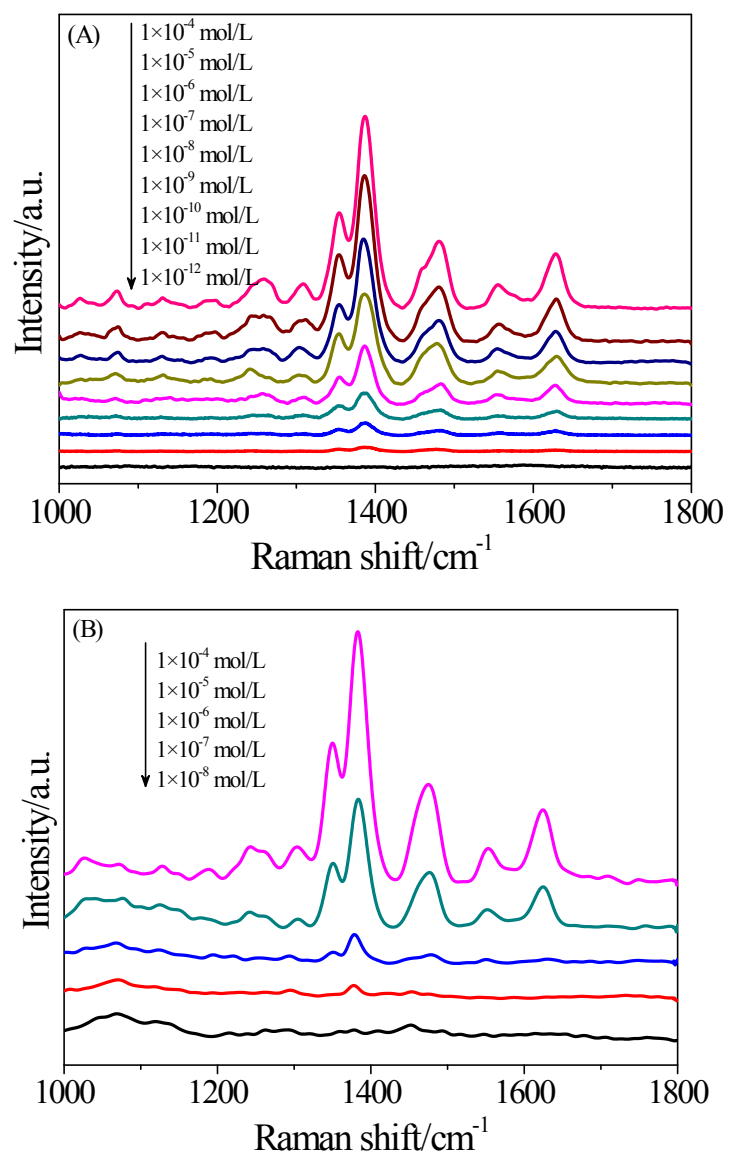 (A)
1×10⁻⁴ mol/L
1×10⁻⁵ mol/L
1×10⁻⁶ mol/L
1×10⁻⁷ mol/L
1×10⁻⁸ mol/L
1×10⁻⁹ mol/L
1×10⁻¹⁰ mol/L
1×10⁻¹¹ mol/L
1×10⁻¹² mol/L
Intensity/a.u.
1000 1200 1400 1600 1800
Raman shift/cm⁻¹
(B)
1×10⁻⁴ mol/L
1×10⁻⁵ mol/L
1×10⁻⁶ mol/L
1×10⁻⁷ mol/L
1×10⁻⁸ mol/L
Intensity/a.u.
1000 1200 1400 1600 1800
Raman shift/cm⁻¹